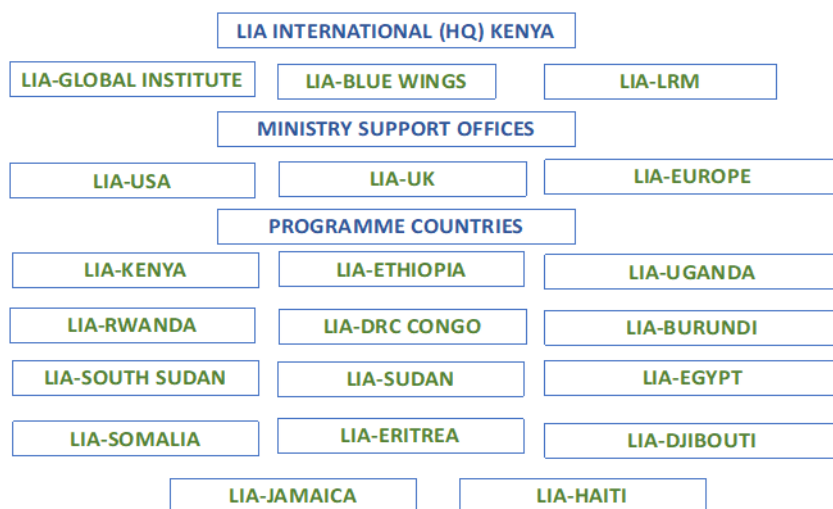 LIA INTERNATIONAL (HQ) KENYA
LIA-GLOBAL INSTITUTE
LIA-BLUE WINGS
LIA-LRM
MINISTRY SUPPORT OFFICES
LIA-USA
LIA-UK
LIA-EUROPE
PROGRAMME COUNTRIES
LIA-KENYA
LIA-ETHIOPIA
LIA-UGANDA
LIA-RWANDA
LIA-DRC CONGO
LIA-BURUNDI
LIA-SOUTH SUDAN
LIA-SUDAN
LIA-EGYPT
LIA-SOMALIA
LIA-ERITREA
LIA-DJIBOUTI
LIA-JAMAICA
LIA-HAITI